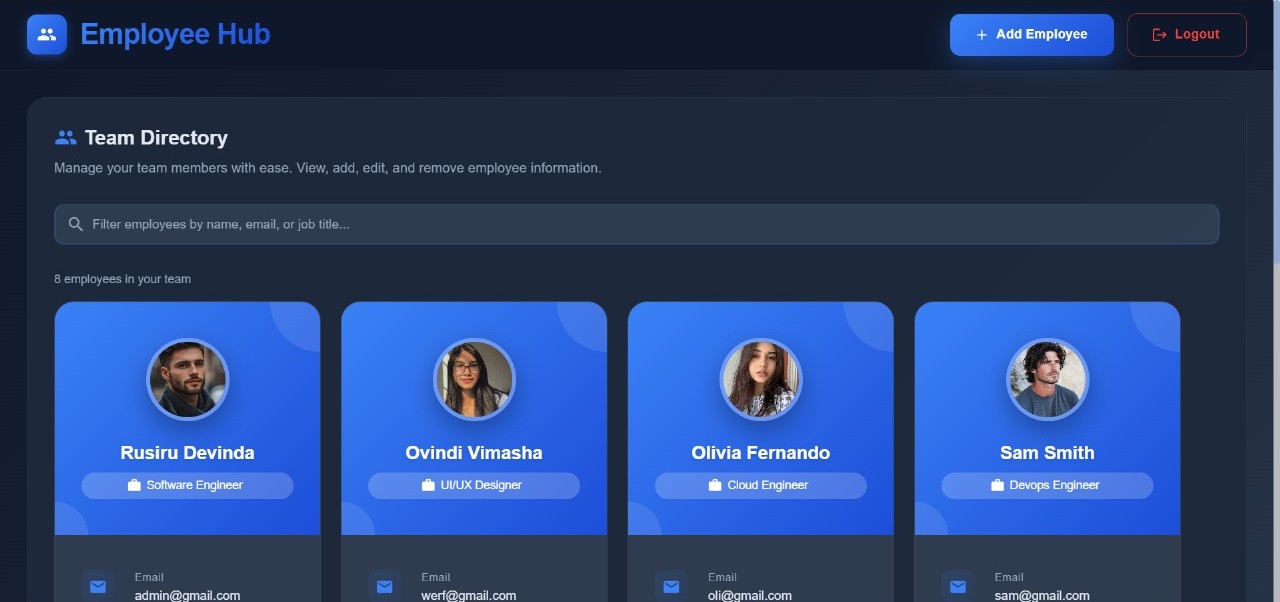 Employee Hub
Add Employee
Logout
Team Directory
Manage your team members with ease. View, add, edit, and remove employee information.
Filter employees by name, email, or job title...
8 employees in your team
Rusiru Devinda
Software Engineer
Email
admin@gmail.com
Ovindi Vimasha
UI/UX Designer
Email
werf@gmail.com
Olivia Fernando
Cloud Engineer
Email
oli@gmail.com
Sam Smith
Devops Engineer
Email
sam@gmail.com